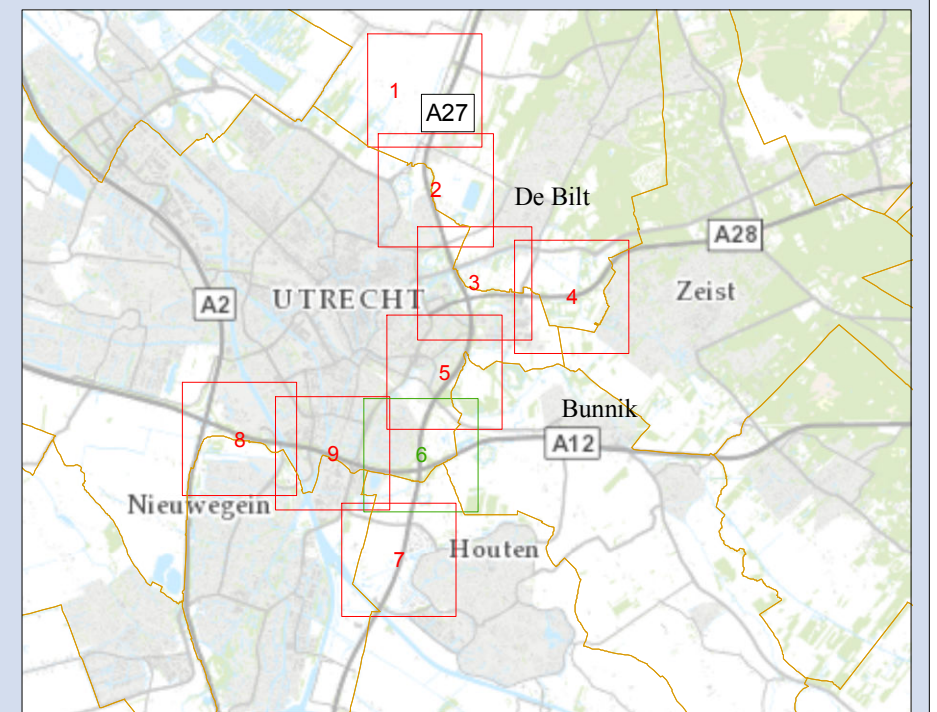 1
A27
2
De Bilt
A28
3
4
Zeist
A2
UTRECHT
5
Bunnik
A12
8
9
6
Nieuwegein
Houten
7